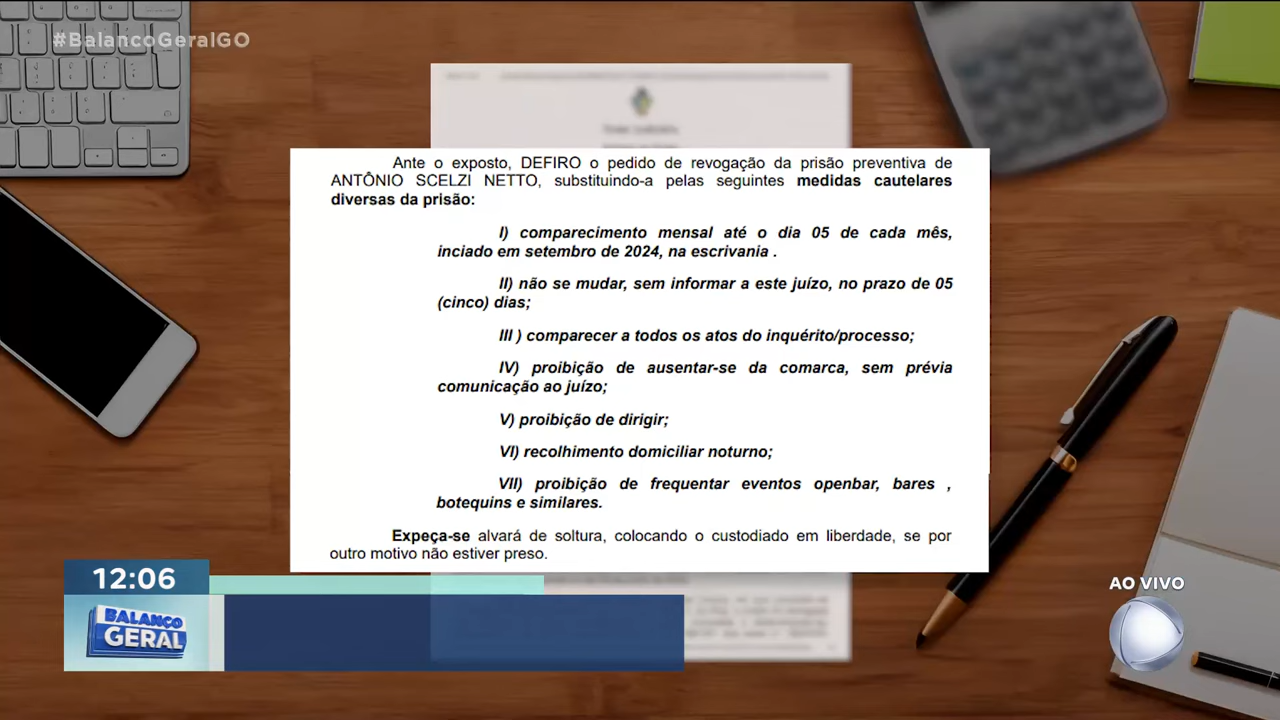 #BalancoGeralGO
Ante o exposto, DEFIRO o pedido de revogação da prisão preventiva de
ANTÔNIO SCELZI NETTO, substituindo-a pelas seguintes medidas cautelares
diversas da prisão:
I) comparecimento mensal até o dia 05 de cada mês,
inciado em setembro de 2024, na escrivania .
II) não se mudar, sem informar a este juízo, no prazo de 05
(cinco) dias;
III ) comparecer a todos os atos do inquérito/processo;
IV) proibição de ausentar-se da comarca, sem prévia
comunicação ao juízo;
V) proibição de dirigir;
VI) recolhimento domiciliar noturno;
VII) proibição de frequentar eventos openbar, bares ,
botequins e similares.
Expeça-se alvará de soltura, colocando o custodiado em liberdade, se por
outro motivo não estiver preso.
12:06
BALANÇO
GERAL
AO VIVO